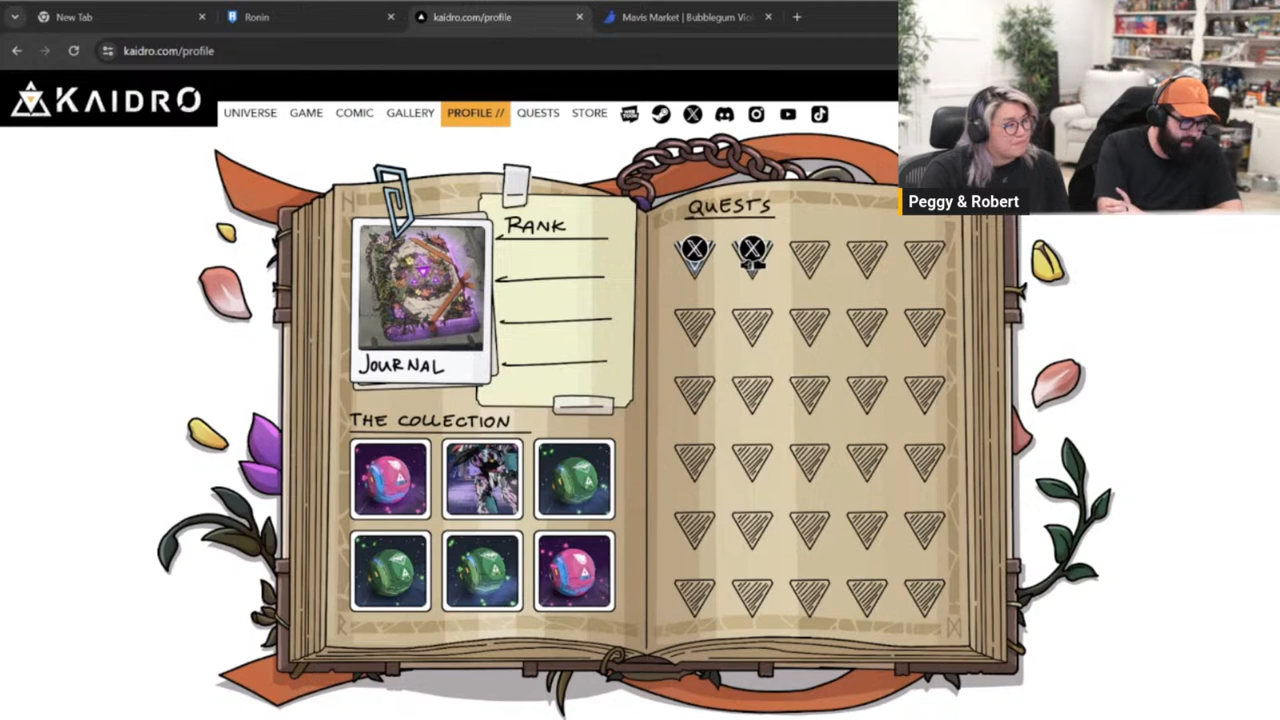 New Tab
Ronin
kaidro.com/profile
Mavis Market | Bubblegum Vio
kaidro.com/profile
KAIDRO
UNIVERSE GAME COMIC GALLERY PROFILE // QUESTS STORE
Peggy & Robert
RANK
JOURNAL
THE COLLECTION
QUESTS